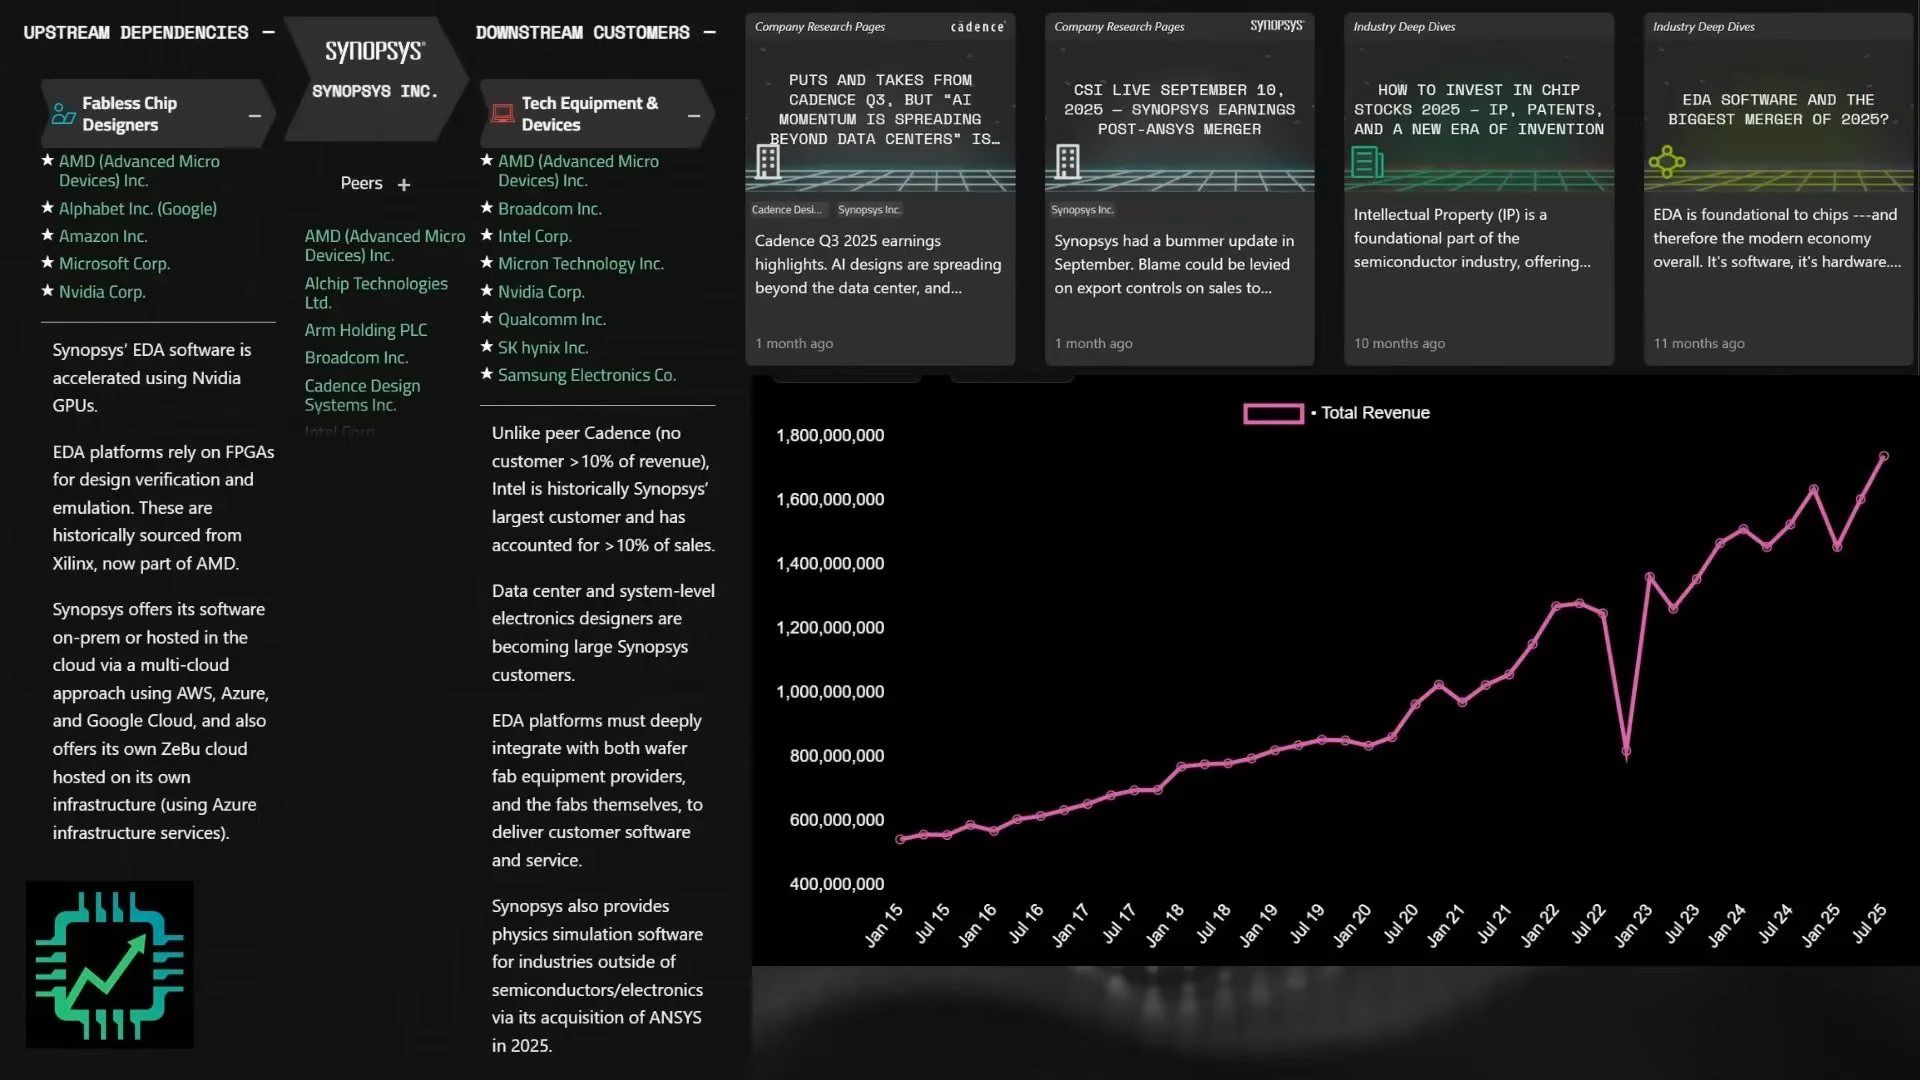 UPSTREAM DEPENDENCIES –
Fabless Chip
Designers –
★ AMD (Advanced Micro
Devices) Inc.
★ Alphabet Inc. (Google)
★ Amazon Inc.
★ Microsoft Corp.
★ Nvidia Corp.
Synopsys’ EDA software is
accelerated using Nvidia
GPUs.
EDA platforms rely on FPGAs
for design verification and
emulation. These are
historically sourced from
Xilinx, now part of AMD.
Synopsys offers its software
on-prem or hosted in the
cloud via a multi-cloud
approach using AWS, Azure,
and Google Cloud, and also
offers its own ZeBu cloud
hosted on its own
infrastructure (using Azure
infrastructure services).
SYNOPSYS®
SYNOPSYS INC.
Peers +
AMD (Advanced Micro
Devices) Inc.
Alchip Technologies
Ltd.
Arm Holding PLC
Broadcom Inc.
Cadence Design
Systems Inc.
Intel Corp.
DOWNSTREAM CUSTOMERS –
Tech Equipment &
Devices –
★ AMD (Advanced Micro
Devices) Inc.
★ Broadcom Inc.
★ Intel Corp.
★ Micron Technology Inc.
★ Nvidia Corp.
★ Qualcomm Inc.
★ SK hynix Inc.
★ Samsung Electronics Co.
Unlike peer Cadence (no
customer >10% of revenue),
Intel is historically Synopsys’
largest customer and has
accounted for >10% of sales.
Data center and system-level
electronics designers are
becoming large Synopsys
customers.
EDA platforms must deeply
integrate with both wafer
fab equipment providers,
and the fabs themselves, to
deliver customer software
and service.
Synopsys also provides
physics simulation software
for industries outside of
semiconductors/electronics
via its acquisition of ANSYS
in 2025.
Company Research Pages cādence®
PUTS AND TAKES FROM
CADENCE Q3, BUT “AI
MOMENTUM IS SPREADING
BEYOND DATA CENTERS” IS…
Cadence Desi... Synopsys Inc.
Cadence Q3 2025 earnings
highlights. AI designs are spreading
beyond the data center, and...
1 month ago
Company Research Pages SYNOPSYS®
CSI LIVE SEPTEMBER 10,
2025 – SYNOPSYS EARNINGS
POST-ANSYS MERGER
Synopsys Inc.
Synopsys had a bummer update in
September. Blame could be levied
on export controls on sales to...
1 month ago
Industry Deep Dives
HOW TO INVEST IN CHIP
STOCKS 2025 – IP, PATENTS,
AND A NEW ERA OF INVENTION
Intellectual Property (IP) is a
foundational part of the
semiconductor industry, offering...
10 months ago
Industry Deep Dives
EDA SOFTWARE AND THE
BIGGEST MERGER OF 2025?
EDA is foundational to chips ---and
therefore the modern economy
overall. It's software, it's hardware....
11 months ago
• Total Revenue
1,800,000,000
1,600,000,000
1,400,000,000
1,200,000,000
1,000,000,000
800,000,000
600,000,000
400,000,000
Jan 15
Jul 15
Jan 16
Jul 16
Jan 17
Jul 17
Jan 18
Jul 18
Jan 19
Jul 19
Jan 20
Jul 20
Jan 21
Jul 21
Jan 22
Jul 22
Jan 23
Jul 23
Jan 24
Jul 24
Jan 25
Jul 25